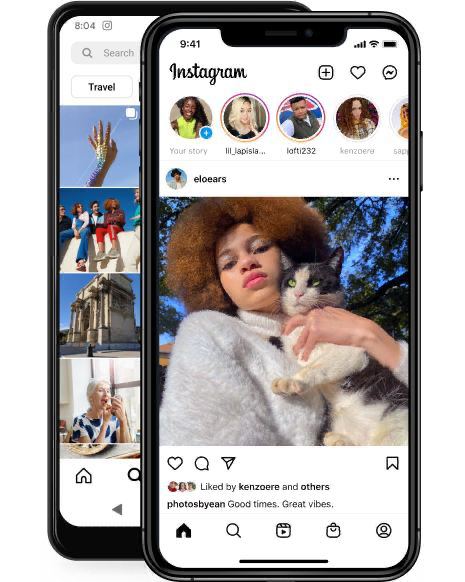 8:04
Search
Travel
9:41
Instagram
Your story
lil_lapisla...
lofti232
kenzoere
sap
eloears
Liked by kenzoere and others
photosbyean Good times. Great vibes.